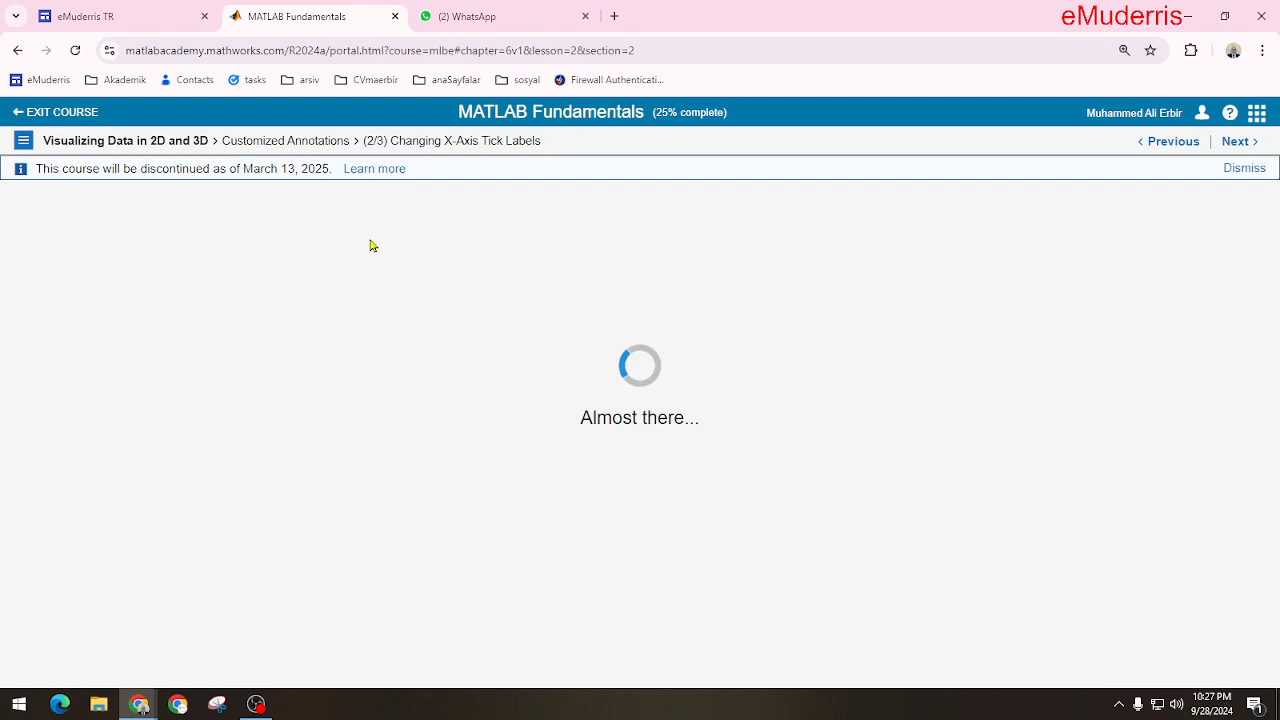 eMuderris TR
MATLAB Fundamentals
(2) WhatsApp
eMuderris
matlabacademy.mathworks.com/R2024a/portal.html?course=mlbe#chapter=6v1&lesson=2&section=2
eMuderris
Akademik
Contacts
tasks
arsiv
CVmaerbir
anaSayfalar
sosyal
Firewall Authenticati...
EXIT COURSE
MATLAB Fundamentals (25% complete)
Muhammed Ali Erbir
Visualizing Data in 2D and 3D > Customized Annotations > (2/3) Changing X-Axis Tick Labels
< Previous | Next >
This course will be discontinued as of March 13, 2025. Learn more
Dismiss
Almost there...
10:27 PM
9/28/2024